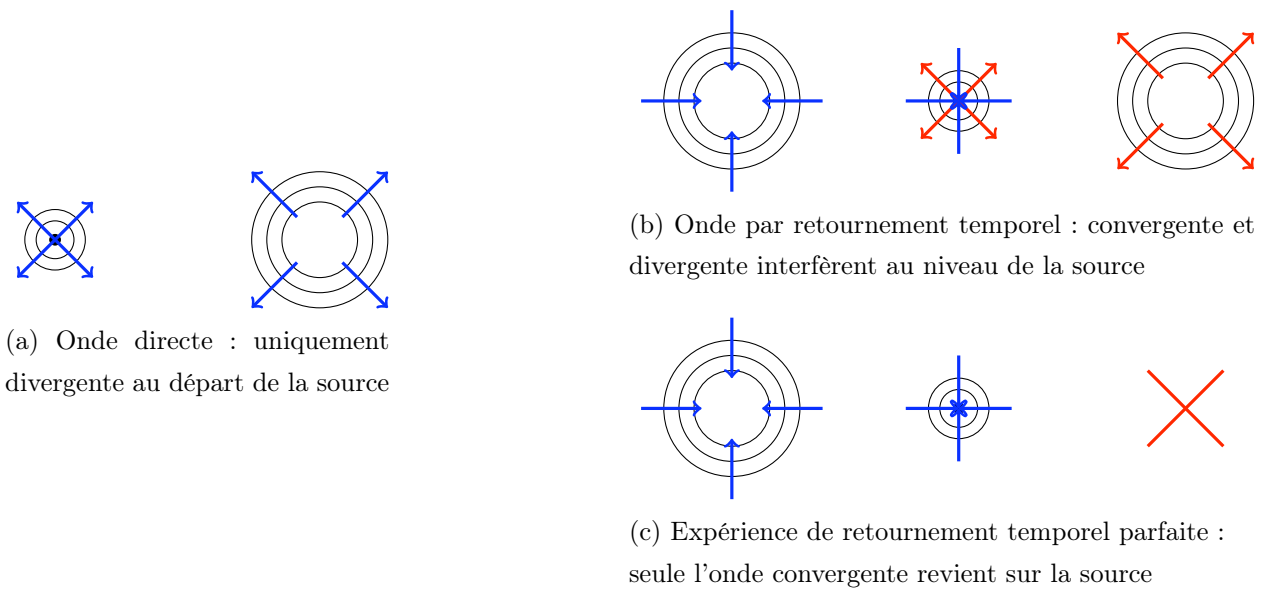 (a) Onde directe : uniquement
divergente au départ de la source
(b) Onde par retournement temporel : convergente et
divergente interfèrent au niveau de la source
(c) Expérience de retournement temporel parfaite :
seule l'onde convergente revient sur la source